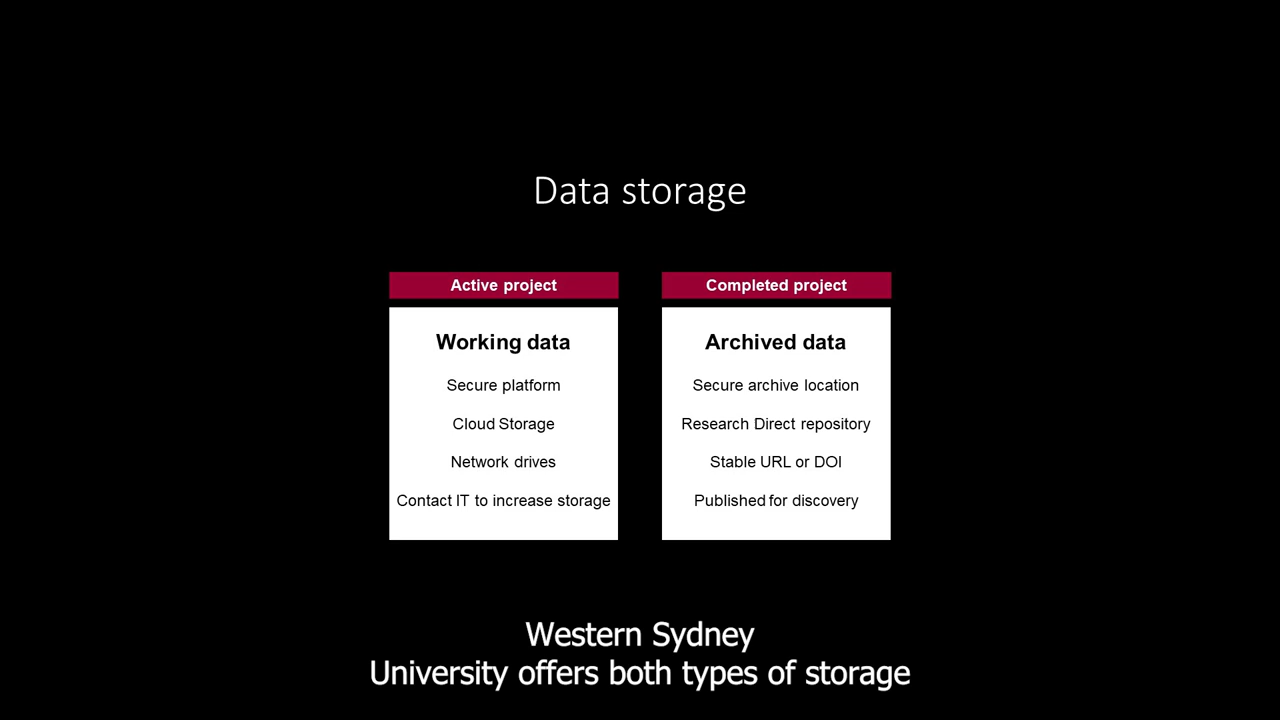 Data storage
Active project
Working data
Secure platform
Cloud Storage
Network drives
Contact IT to increase storage
Completed project
Archived data
Secure archive location
Research Direct repository
Stable URL or DOI
Published for discovery
Western Sydney
University offers both types of storage